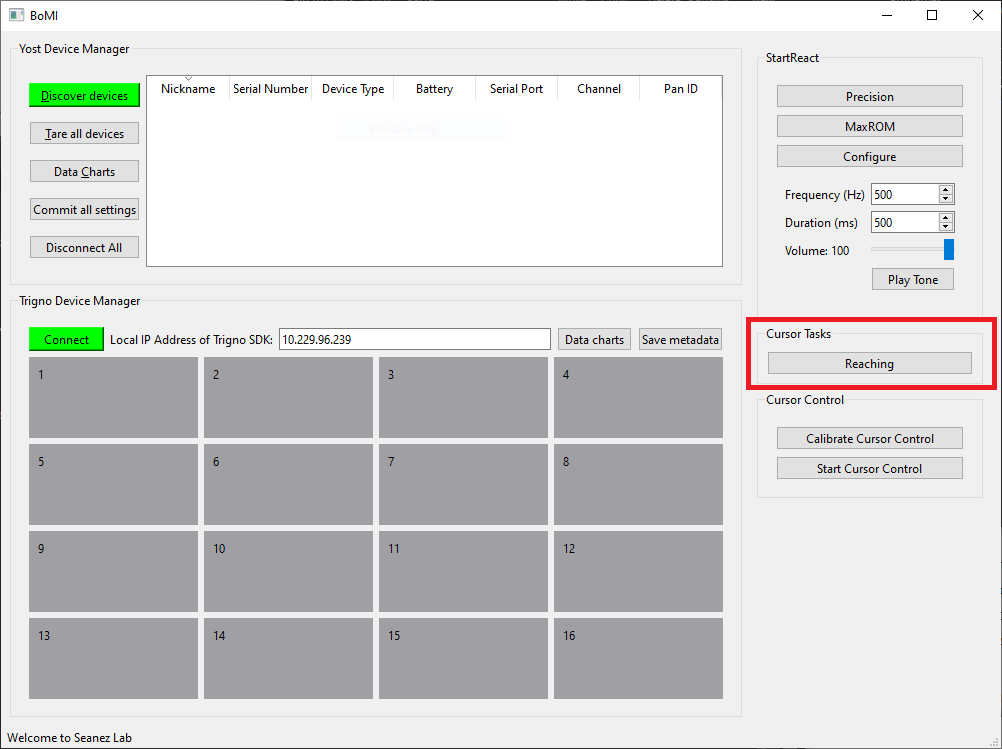 BoMI
Yost Device Manager
Discover devices
Tare all devices
Data Charts
Commit all settings
Disconnect All
Nickname Serial Number Device Type Battery Serial Port Channel Pan ID
Window Snip
Trigno Device Manager
Connect Local IP Address of Trigno SDK: 10.229.96.239 Data charts Save metadata
1 2 3 4
5 6 7 8
9 10 11 12
13 14 15 16
StartReact
Precision
MaxROM
Configure
Frequency (Hz) 500
Duration (ms) 500
Volume: 100
Play Tone
Cursor Tasks
Reaching
Cursor Control
Calibrate Cursor Control
Start Cursor Control
Welcome to Seanez Lab